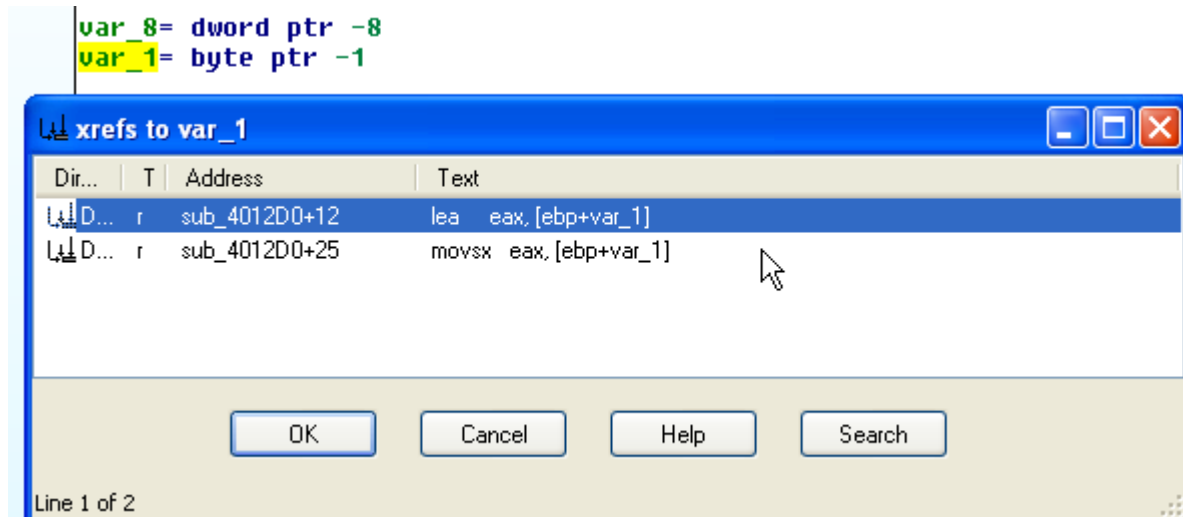 var_8= dword ptr -8
var_1= byte ptr -1
xrefs to var_1
Dir... T Address Text
D... r sub_4012D0+12 lea eax, [ebp+var_1]
D... r sub_4012D0+25 movsx eax, [ebp+var_1]
OK Cancel Help Search
Line 1 of 2